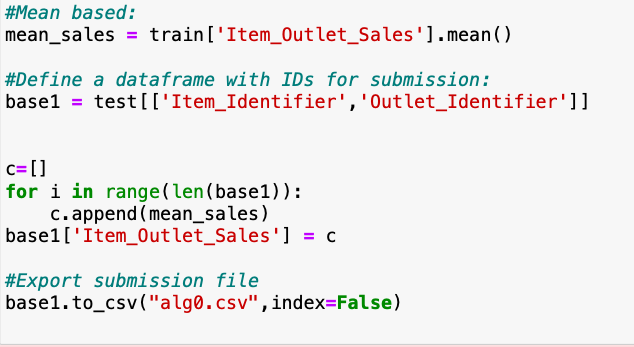 #Mean based:
mean_sales = train['Item_Outlet_Sales'].mean()
#Define a dataframe with IDs for submission:
base1 = test[['Item_Identifier','Outlet_Identifier']]
c=[]
for i in range(len(base1)):
    c.append(mean_sales)
base1['Item_Outlet_Sales'] = c
#Export submission file
base1.to_csv("alg0.csv",index=False)